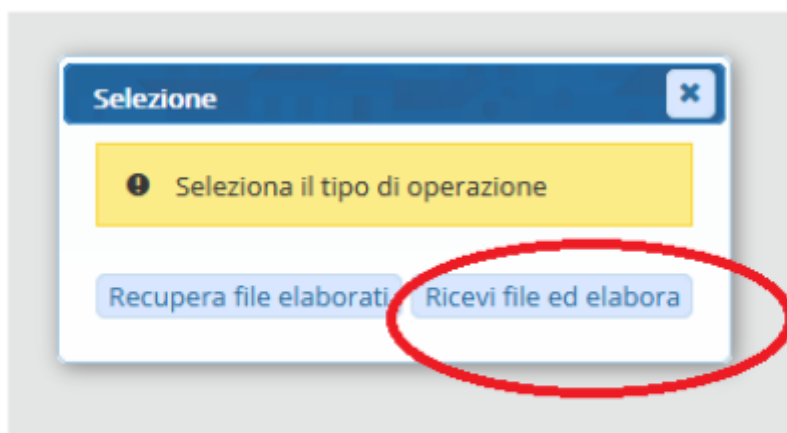 Selezione
Seleziona il tipo di operazione
Recupera file elaborati Ricevi file ed elabora